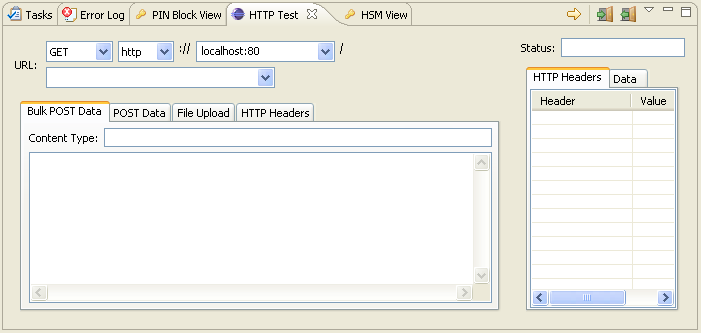 Tasks Error Log PIN Block View HTTP Test HSM View
URL: GET http :// localhost:80 /
Status:
HTTP Headers Data
Header Value
Bulk POST Data POST Data File Upload HTTP Headers
Content Type: